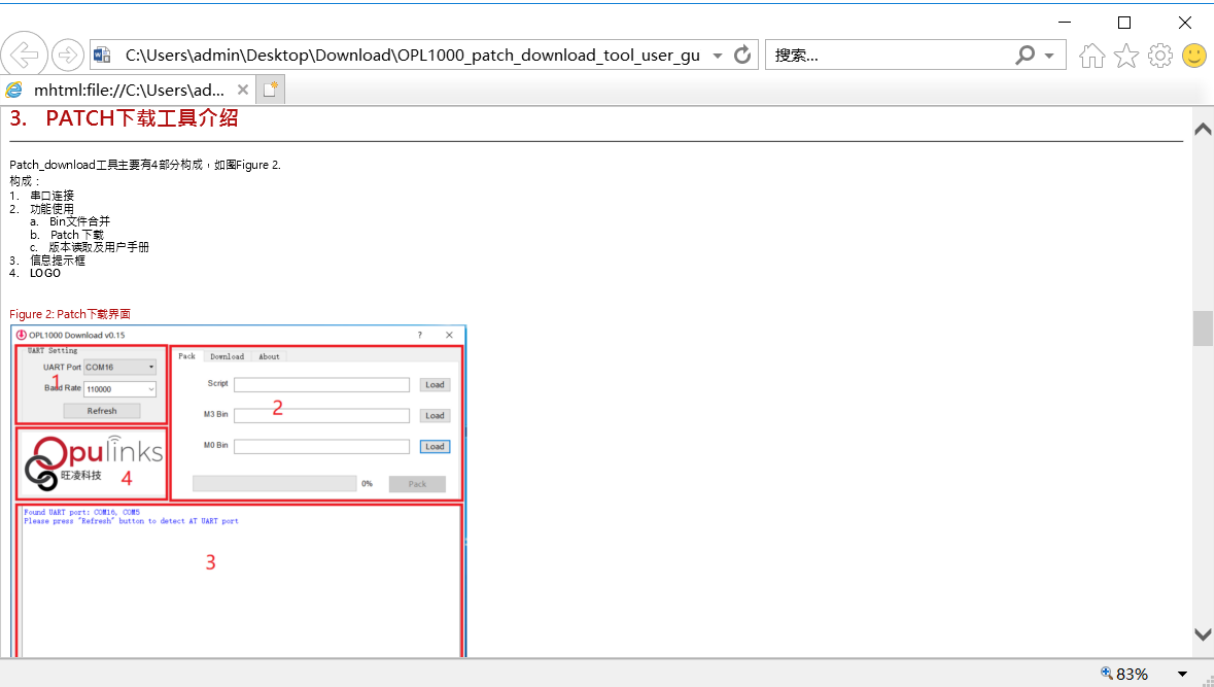 C:\Users\admin\Desktop\Download\OPL1000_patch_download_tool_user_gu
搜索...
mhtml:file://C:\Users\ad...
3. PATCH下载工具介绍
Patch_download工具主要有4部分构成，如图Figure 2.
构成：
1. 串口连接
2. 功能使用
a. Bin文件合并
b. Patch 下载
c. 版本读取及用户手册
3. 信息提示框
4. LOGO
Figure 2: Patch下载界面
OPL1000 Download v0.15
UART Setting
UART Port COM16
Baud Rate 110000
Refresh
1
Pack Download About
Script Load
M3 Bin Load
2
M0 Bin Load
0% Pack
Opulinks
旺凌科技
4
Found UART port: COM16, COM5
Please press "Refresh" button to detect AT UART port
3
83%